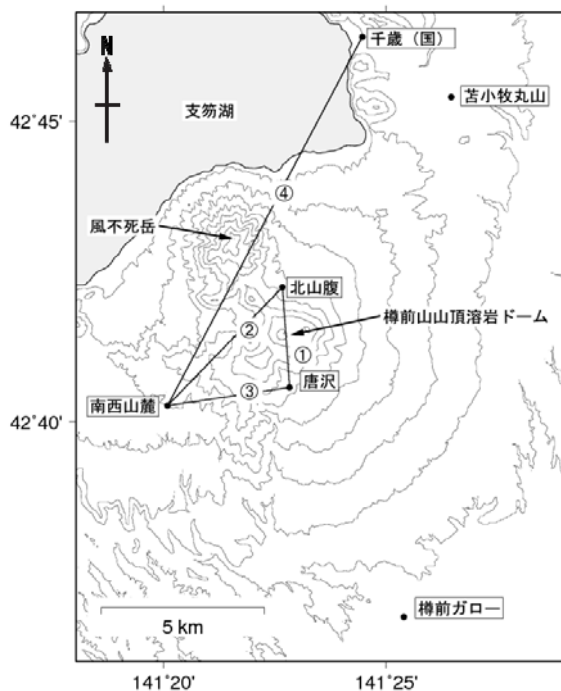 千歳（国）
N
苫小牧丸山
支笏湖
42˚45'
④
風不死岳
北山腹
樽前山山頂溶岩ドーム
②
①
唐沢
③
南西山麓
42˚40'
樽前ガロー
5 km
141˚20'
141˚25'